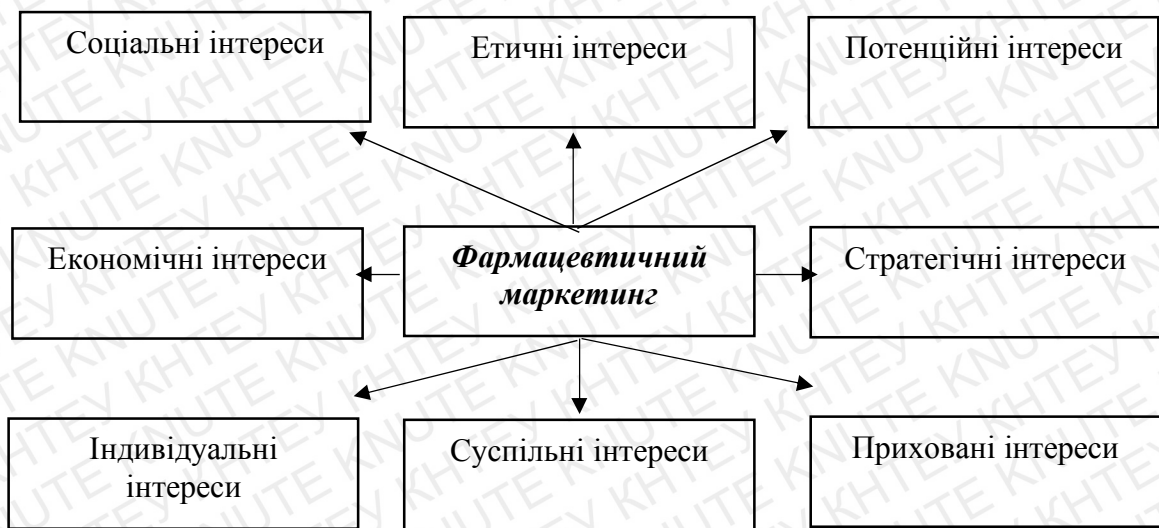 Соціальні інтереси
Етичні інтереси
Потенційні інтереси
Економічні інтереси
Фармацевтичний
маркетинг
Стратегічні інтереси
Індивідуальні
інтереси
Суспільні інтереси
Приховані інтереси